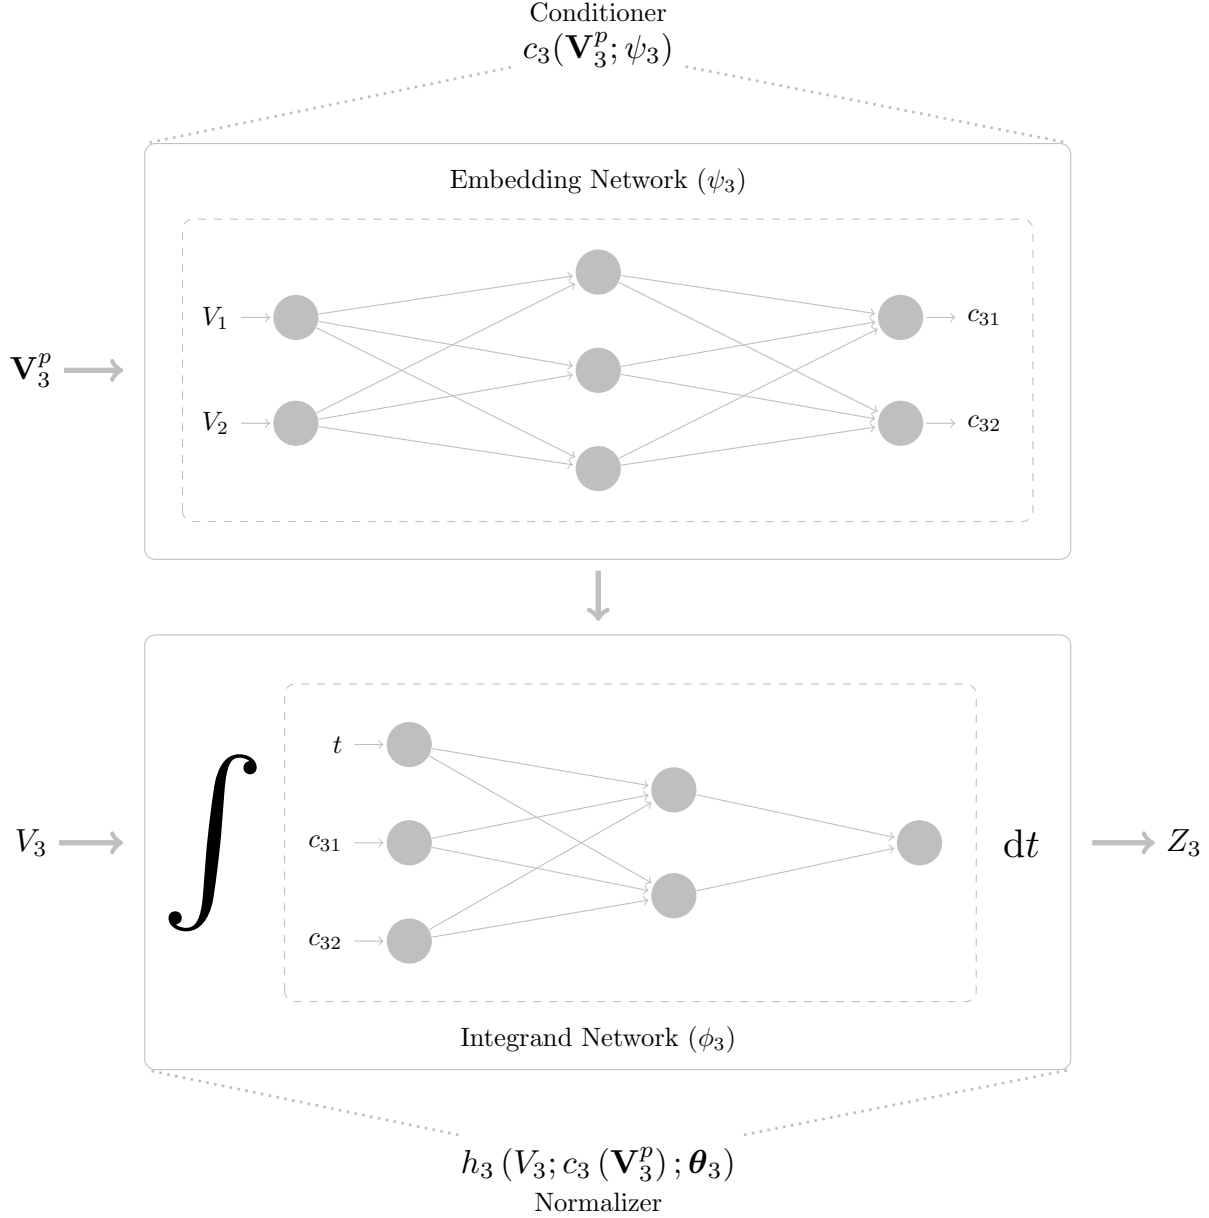 Conditioner
c₃(𝐕₃ᵖ; ψ₃)
Embedding Network (ψ₃)
V₁
c₃₁
𝐕₃ᵖ
V₂
c₃₂
t
V₃
∫
c₃₁
dt
Z₃
c₃₂
Integrand Network (ϕ₃)
h₃ (V₃; c₃ (𝐕₃ᵖ) ; 𝜽₃)
Normalizer